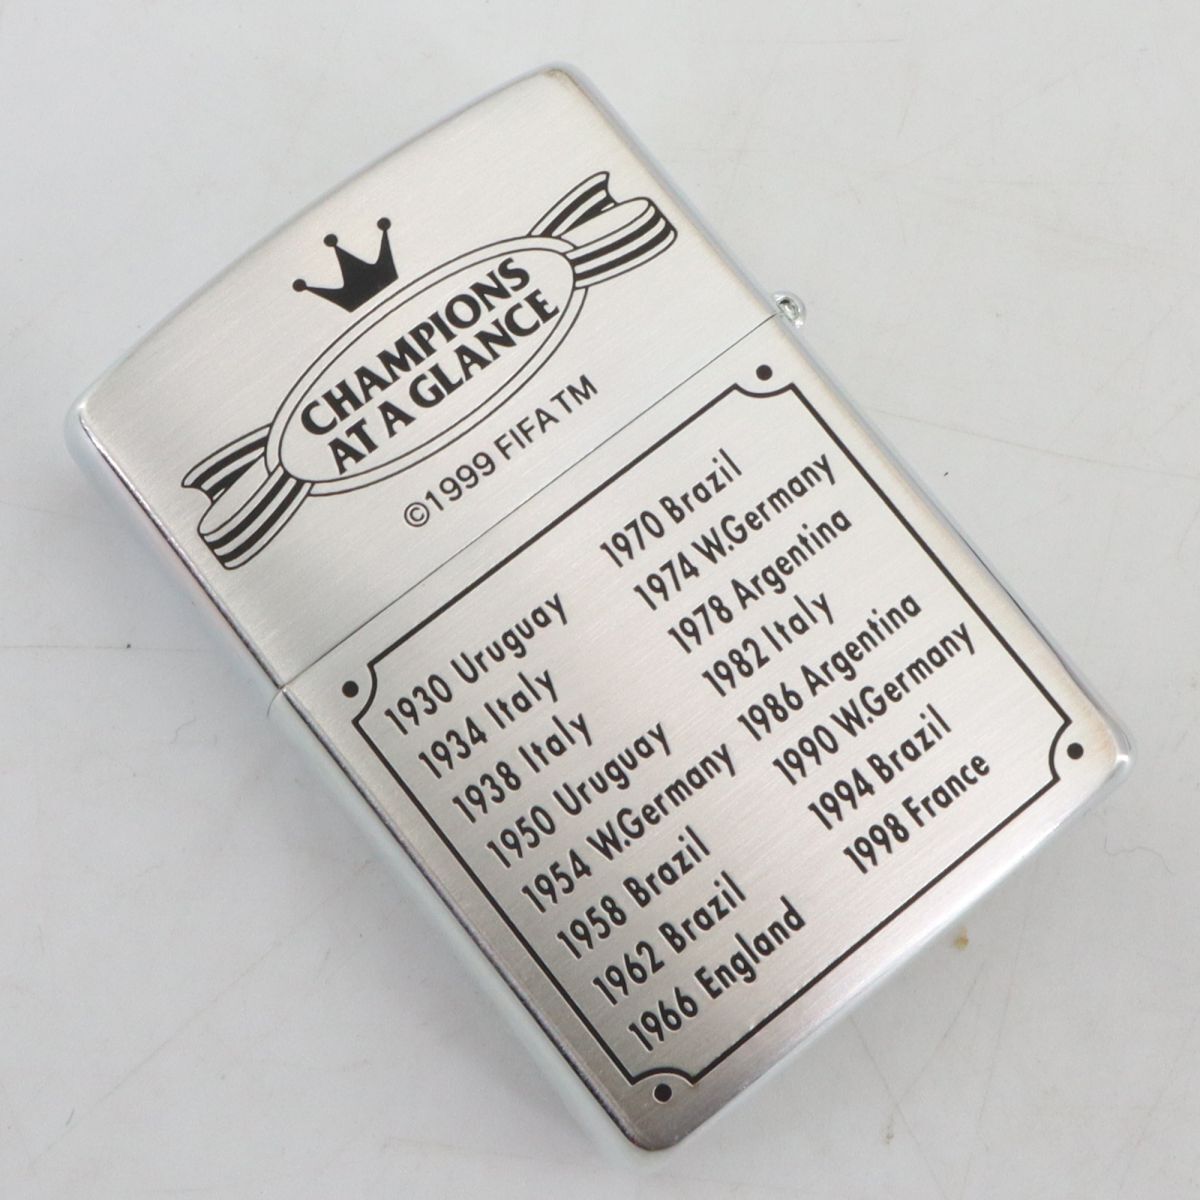 CHAMPIONS
AT A GLANCE
©1999 FIFA TM
1930 Uruguay
1934 Italy
1938 Italy
1950 Uruguay
1954 W.Germany
1958 Brazil
1962 Brazil
1966 England
1970 Brazil
1974 W.Germany
1978 Argentina
1982 Italy
1986 Argentina
1990 W.Germany
1994 Brazil
1998 France